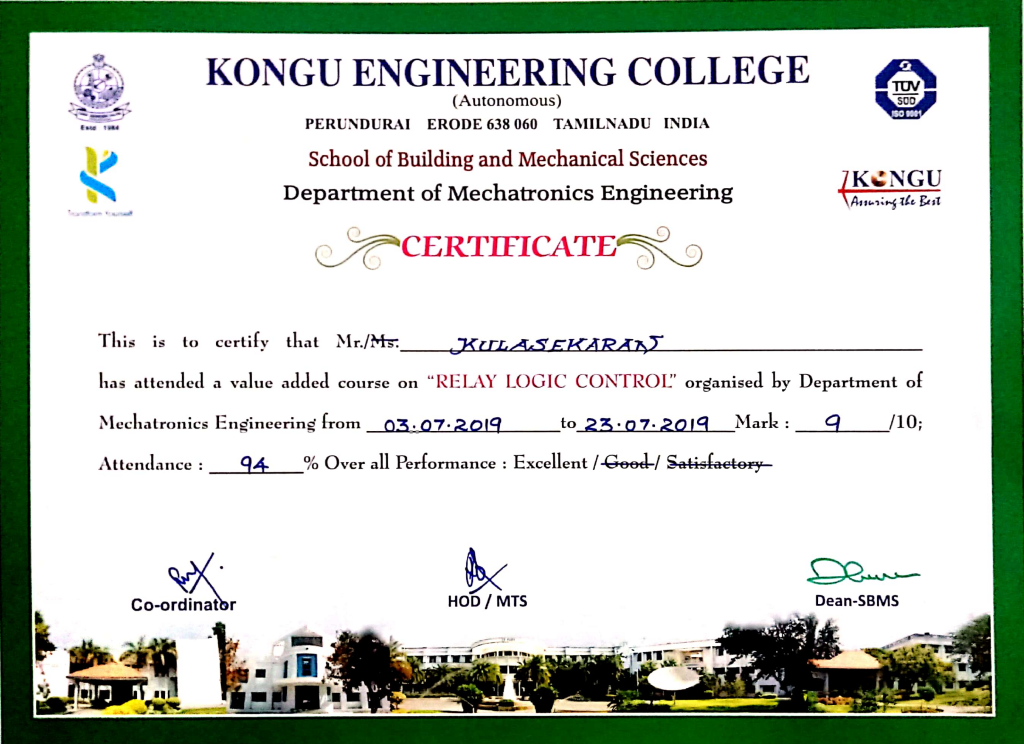 KONGU ENGINEERING COLLEGE
(Autonomous)
PERUNDURAI ERODE 638 060 TAMILNADU INDIA
School of Building and Mechanical Sciences
Department of Mechatronics Engineering
Estd 1984
Transform Yourself
TUV
SUD
ISO 9001
KONGU
Assuring the Best
CERTIFICATE
This is to certify that Mr./Ms. KULASEKARAN
has attended a value added course on "RELAY LOGIC CONTROL" organised by Department of
Mechatronics Engineering from 03.07.2019 to 23.07.2019 Mark : 9 /10;
Attendance : 94 % Over all Performance : Excellent / Good / Satisfactory
Co-ordinator
HOD / MTS
Dean-SBMS